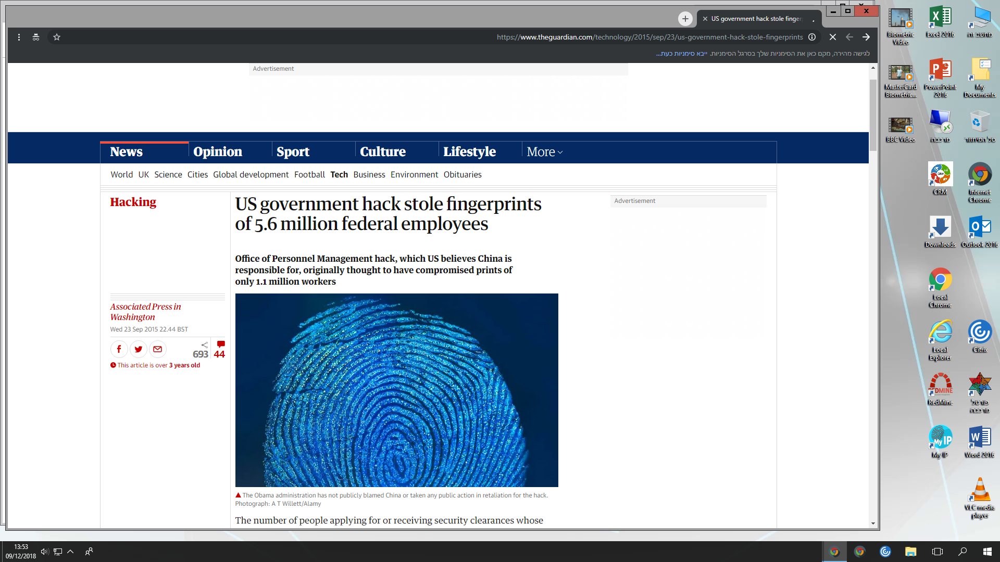 US government hack stole finger
https://www.theguardian.com/technology/2015/sep/23/us-government-hack-stole-fingerprints
לגישה מהירה, מקם כאן את הסימניות שלך בסרגל הסימניות. ייבא סימניות כעת...
Advertisement
News Opinion Sport Culture Lifestyle More
World UK Science Cities Global development Football Tech Business Environment Obituaries
Hacking
US government hack stole fingerprints
of 5.6 million federal employees
Advertisement
Office of Personnel Management hack, which US believes China is
responsible for, originally thought to have compromised prints of
only 1.1 million workers
Associated Press in
Washington
Wed 23 Sep 2015 22.44 BST
693 44
This article is over 3 years old
The Obama administration has not publicly blamed China or taken any public action in retaliation for the hack.
Photograph: A T Willett/Alamy
The number of people applying for or receiving security clearances whose
Biometric
Video
Excel 2016
מחשב זה
MasterCard
Biometric...
PowerPoint
2016
My
Documents
BBC Video
מרכבה
סל המיחזור
CRM
CRM
Internet
Chrome
Downloads
Outlook 2016
Local
Chrome
Local
Explorer
Citrix
REDMINE
RedMine
פורטל
מרכבה
My IP
My IP
Word 2016
VLC media
player
13:53
09/12/2018